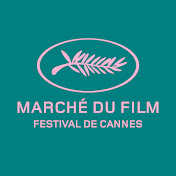 MARCHÉ DU FILM
FESTIVAL DE CANNES